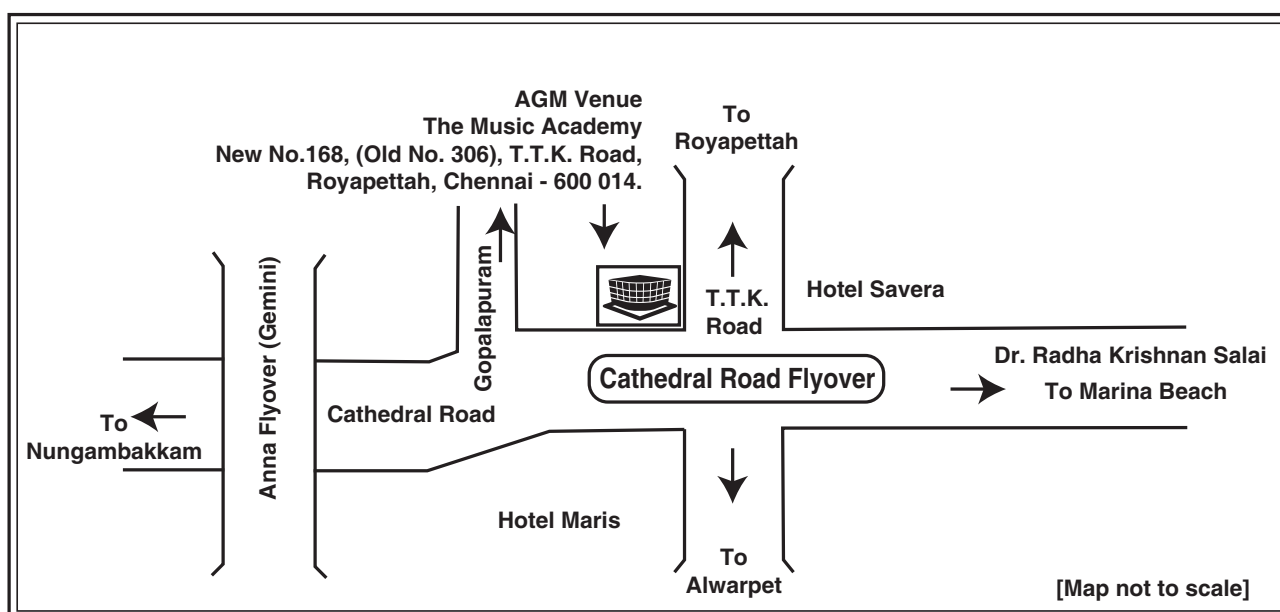 AGM Venue
The Music Academy
New No.168, (Old No. 306), T.T.K. Road,
Royapettah, Chennai - 600 014.
To
Royapettah
Gopalapuram
Anna Flyover (Gemini)
T.T.K.
Road
Hotel Savera
Cathedral Road Flyover
Dr. Radha Krishnan Salai
To Marina Beach
Cathedral Road
To
Nungambakkam
Hotel Maris
To
Alwarpet
[Map not to scale]